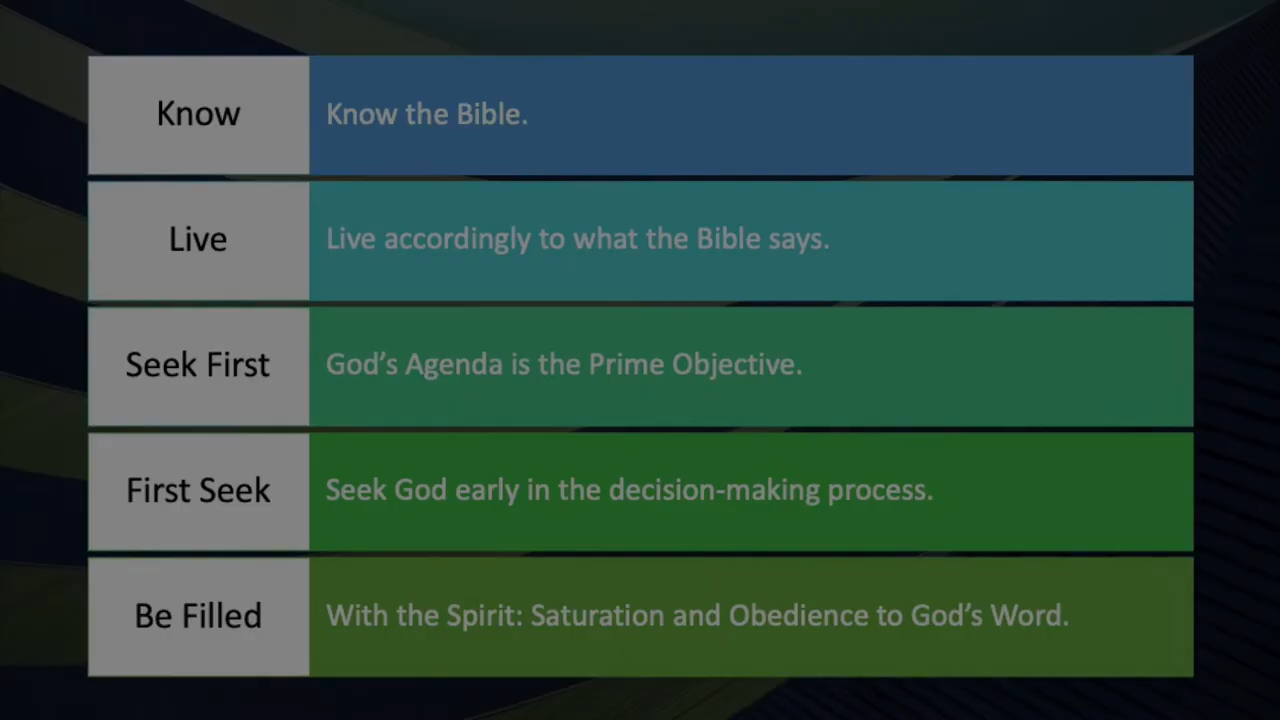 Know
Know the Bible.
Live
Live accordingly to what the Bible says.
Seek First
God's Agenda is the Prime Objective.
First Seek
Seek God early in the decision-making process.
Be Filled
With the Spirit: Saturation and Obedience to God's Word.